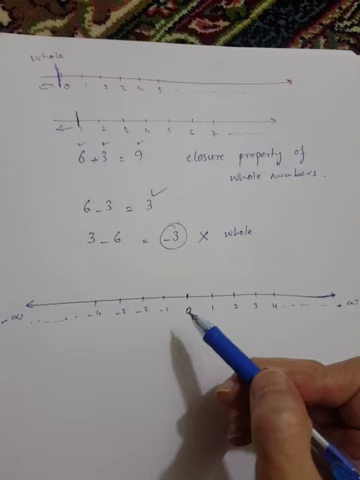 whole
0 1 2 3 4 5
1 2 3 4 5 6 7
6 + 3 = 9 closure property of
whole numbers.
6 - 3 = 3
3 - 6 = -3 × whole
-∞ ...... -4 -3 -2 -1 0 1 2 3 4 ...... +∞